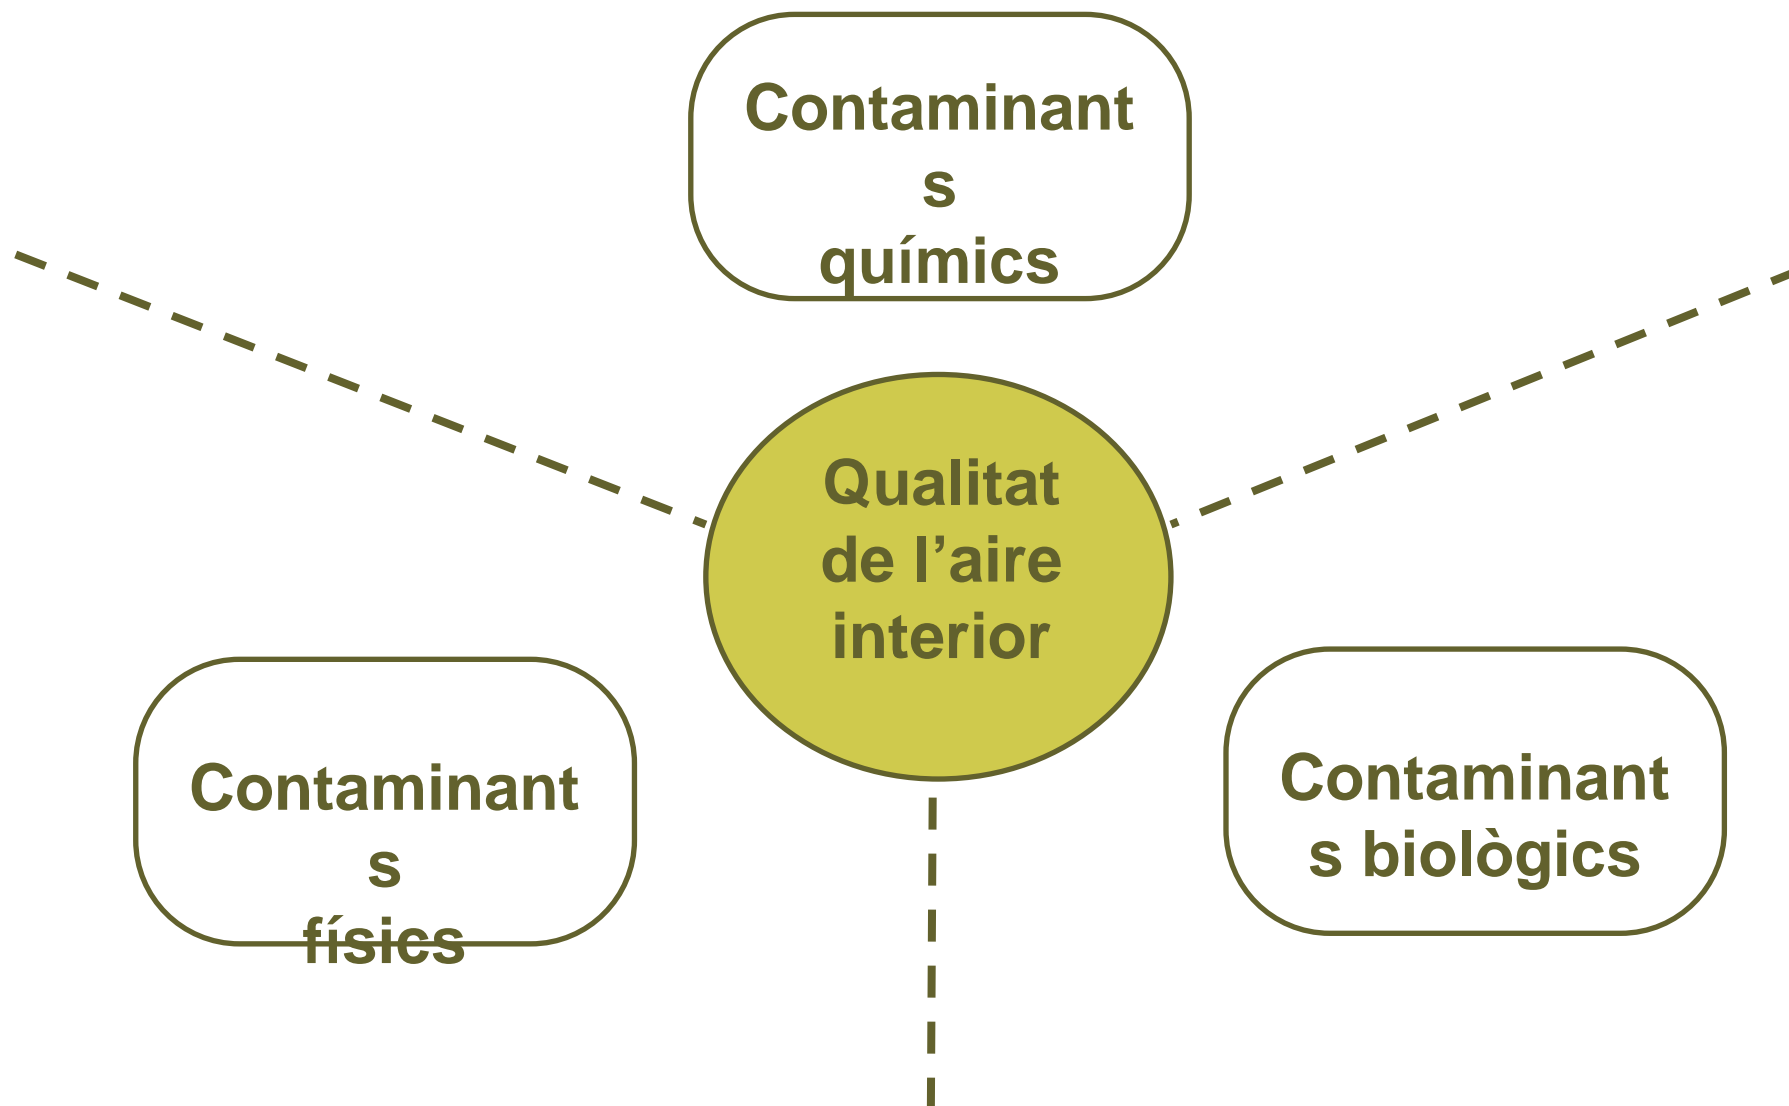 Contaminant
s
químics
Qualitat
de l’aire
interior
Contaminant
s
físics
Contaminant
s biològics